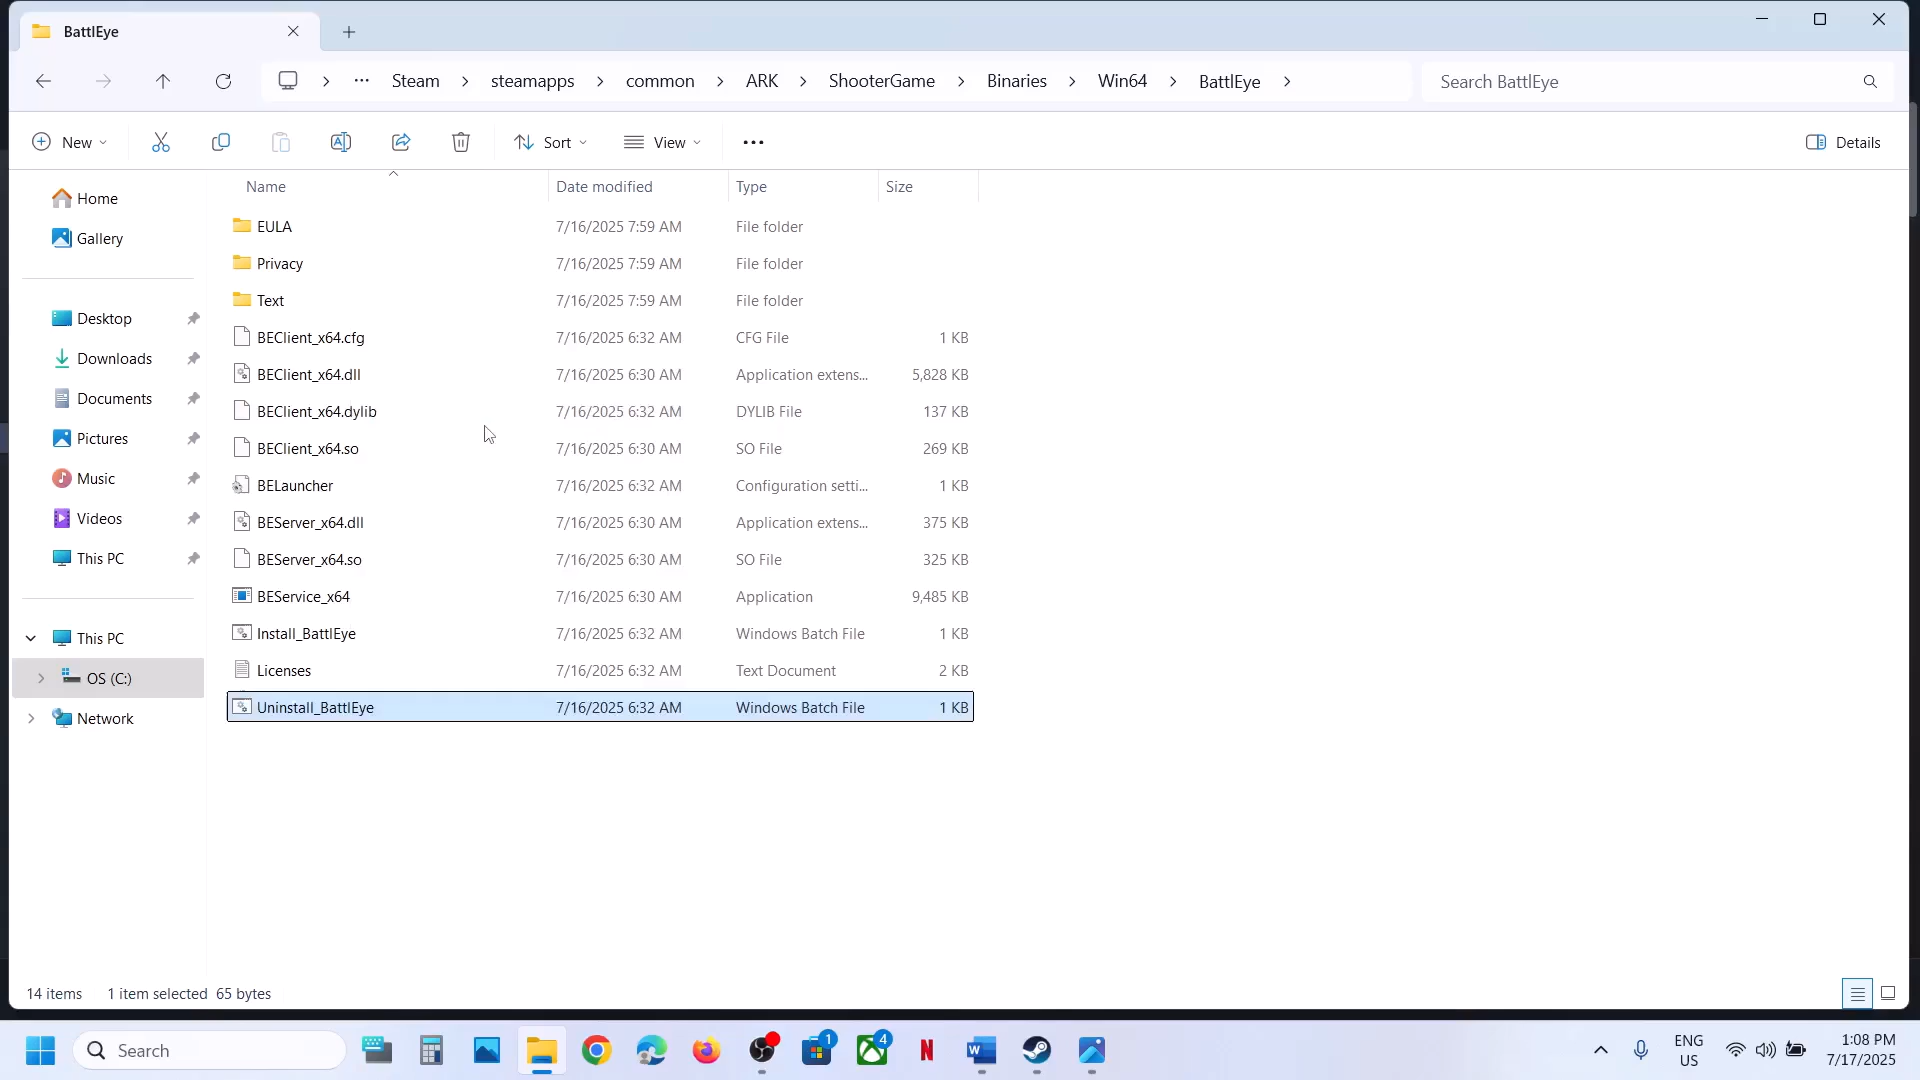 BattlEye
Steam > steamapps > common > ARK > ShooterGame > Binaries > Win64 > BattlEye >
Search BattlEye
New
Sort
View
Details
Name Date modified Type Size
Home
Gallery
Desktop
Downloads
Documents
Pictures
Music
Videos
This PC
This PC
OS (C:)
Network
EULA 7/16/2025 7:59 AM File folder
Privacy 7/16/2025 7:59 AM File folder
Text 7/16/2025 7:59 AM File folder
BEClient_x64.cfg 7/16/2025 6:32 AM CFG File 1 KB
BEClient_x64.dll 7/16/2025 6:30 AM Application extens... 5,828 KB
BEClient_x64.dylib 7/16/2025 6:32 AM DYLIB File 137 KB
BEClient_x64.so 7/16/2025 6:30 AM SO File 269 KB
BELauncher 7/16/2025 6:32 AM Configuration setti... 1 KB
BEServer_x64.dll 7/16/2025 6:30 AM Application extens... 375 KB
BEServer_x64.so 7/16/2025 6:30 AM SO File 325 KB
BEService_x64 7/16/2025 6:30 AM Application 9,485 KB
Install_BattlEye 7/16/2025 6:32 AM Windows Batch File 1 KB
Licenses 7/16/2025 6:32 AM Text Document 2 KB
Uninstall_BattlEye 7/16/2025 6:32 AM Windows Batch File 1 KB
14 items 1 item selected 65 bytes
Search
1
4
ENG
US
1:08 PM
7/17/2025